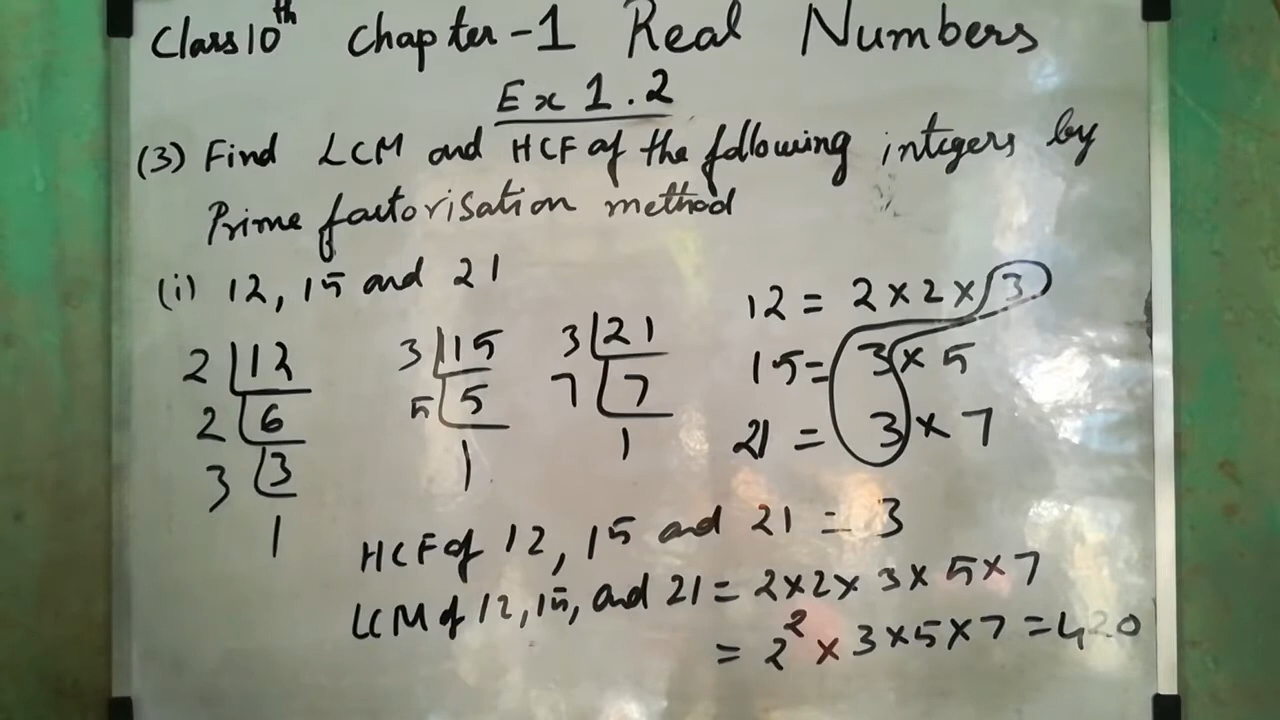 Class 10th Chapter-1 Real Numbers
Ex 1.2
(3) Find LCM and HCF of the following integers by
Prime factorisation method
(i) 12, 15 and 21
2 | 12
2 | 6
3 | 3
1
3 | 15
5 | 5
1
3 | 21
7 | 7
1
12 = 2 × 2 × 3
15 = 3 × 5
21 = 3 × 7
HCF of 12, 15 and 21 = 3
LCM of 12, 15, and 21 = 2 × 2 × 3 × 5 × 7
= 2² × 3 × 5 × 7 = 420